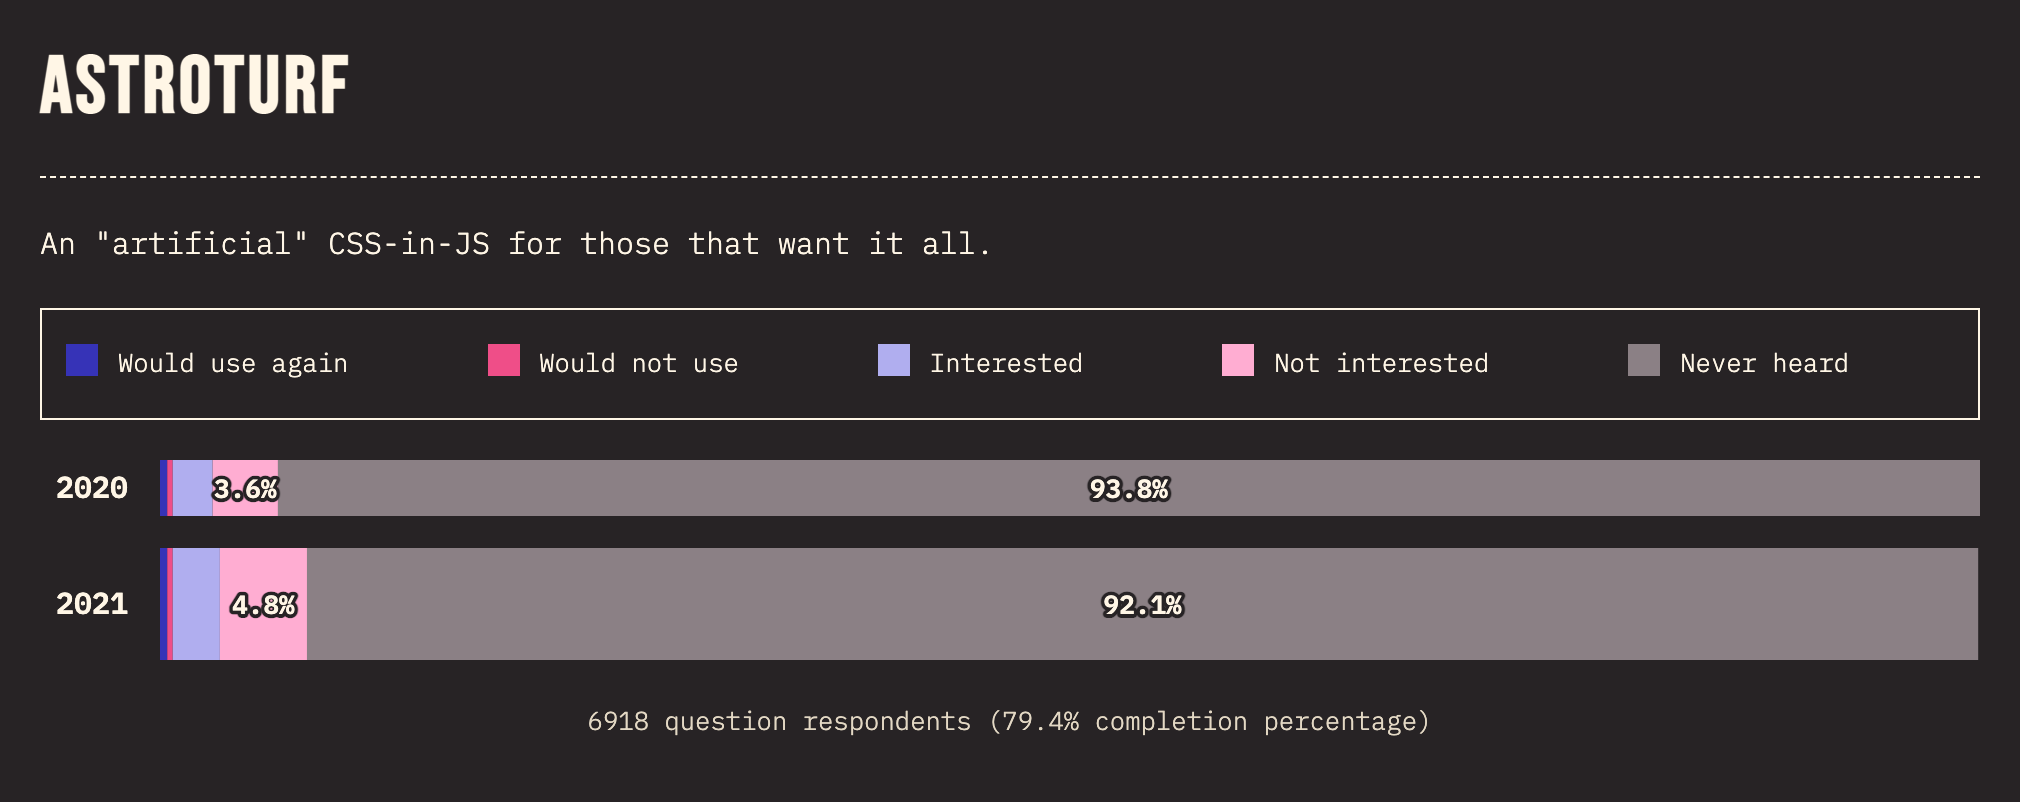 ASTROTURF
An "artificial" CSS-in-JS for those that want it all.
Would use again Would not use Interested Not interested Never heard
2020 3.6% 93.8%
2021 4.8% 92.1%
6918 question respondents (79.4% completion percentage)